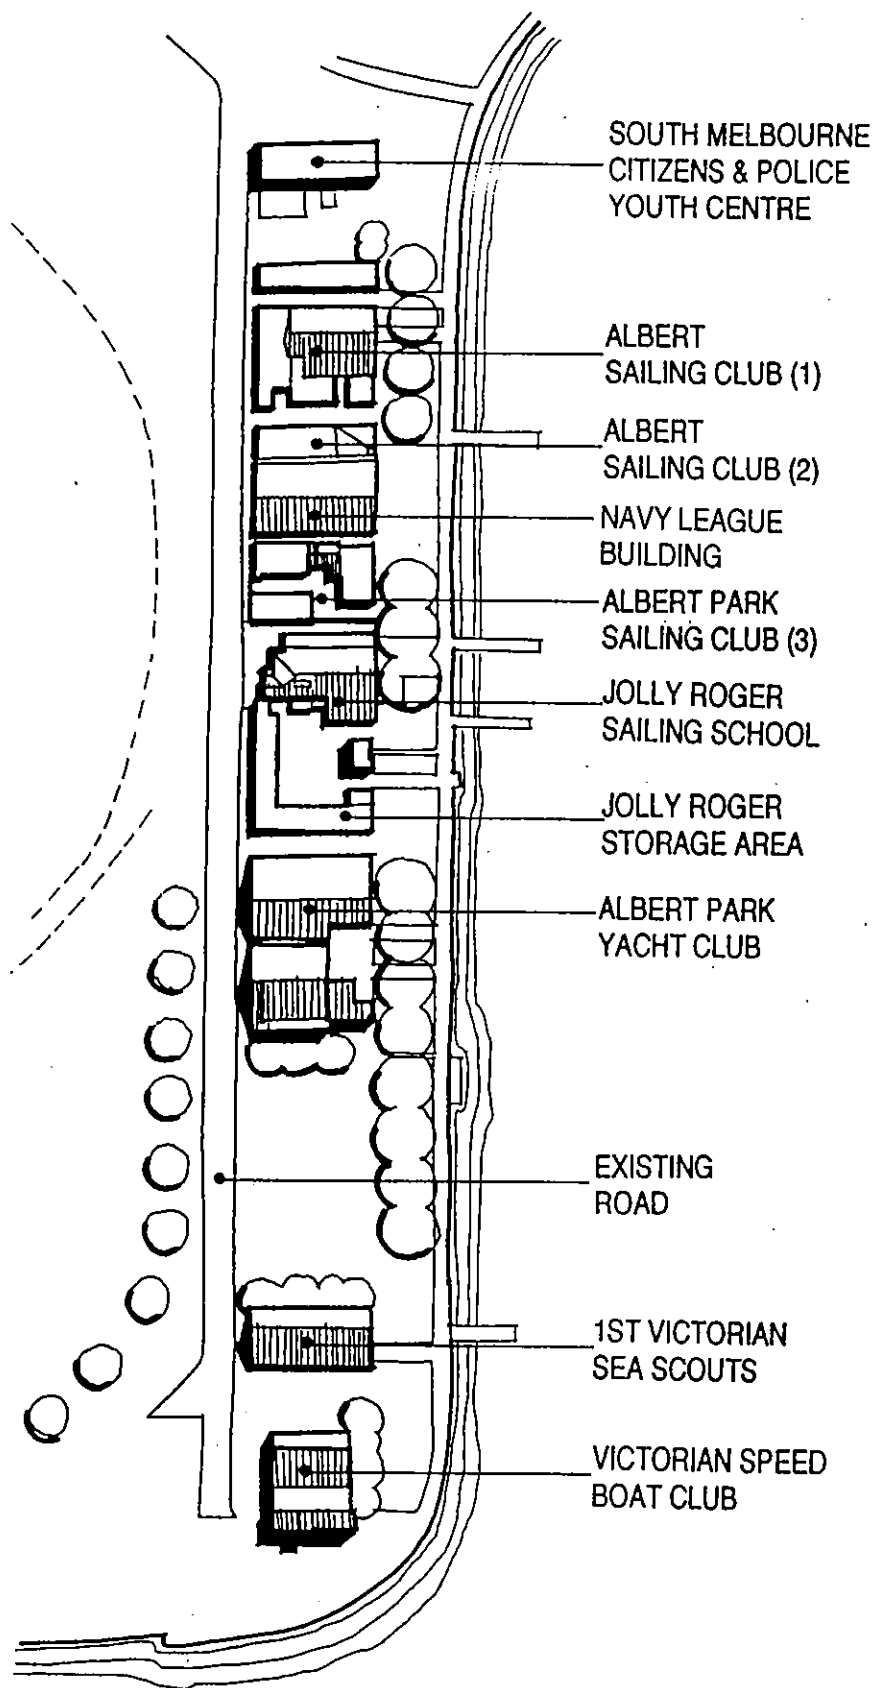 SOUTH MELBOURNE
CITIZENS & POLICE
YOUTH CENTRE
ALBERT
SAILING CLUB (1)
ALBERT
SAILING CLUB (2)
NAVY LEAGUE
BUILDING
ALBERT PARK
SAILING CLUB (3)
JOLLY ROGER
SAILING SCHOOL
JOLLY ROGER
STORAGE AREA
ALBERT PARK
YACHT CLUB
EXISTING
ROAD
1ST VICTORIAN
SEA SCOUTS
VICTORIAN SPEED
BOAT CLUB